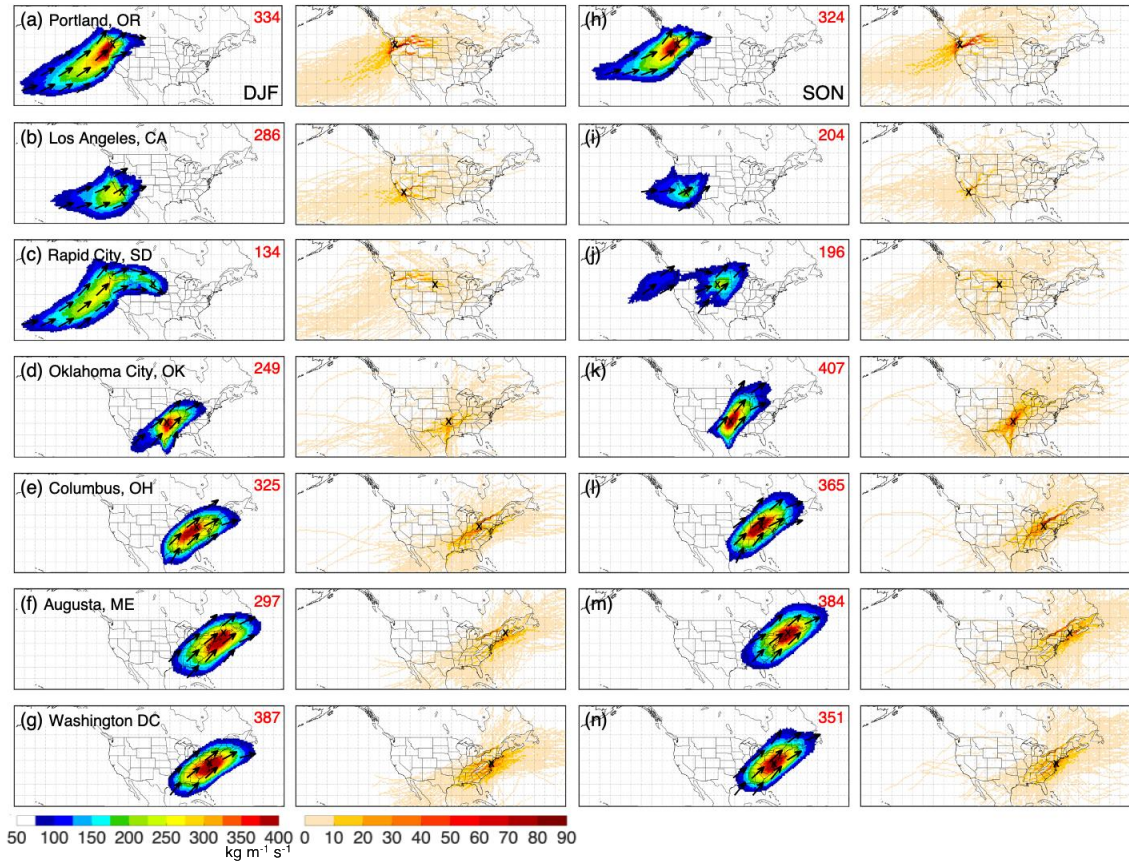 (a) Portland, OR 334
DJF
(h) 324
SON
(b) Los Angeles, CA 286
x
(i) 204
x
(c) Rapid City, SD 134
x
(j) 196
x
(d) Oklahoma City, OK 249
x
(k) 407
x
(e) Columbus, OH 325
x
(l) 365
x
(f) Augusta, ME 297
x
(m) 384
x
(g) Washington DC 387
x
(n) 351
x
50 100 150 200 250 300 350 400 0 10 20 30 40 50 60 70 80 90
kg m⁻¹ s⁻¹